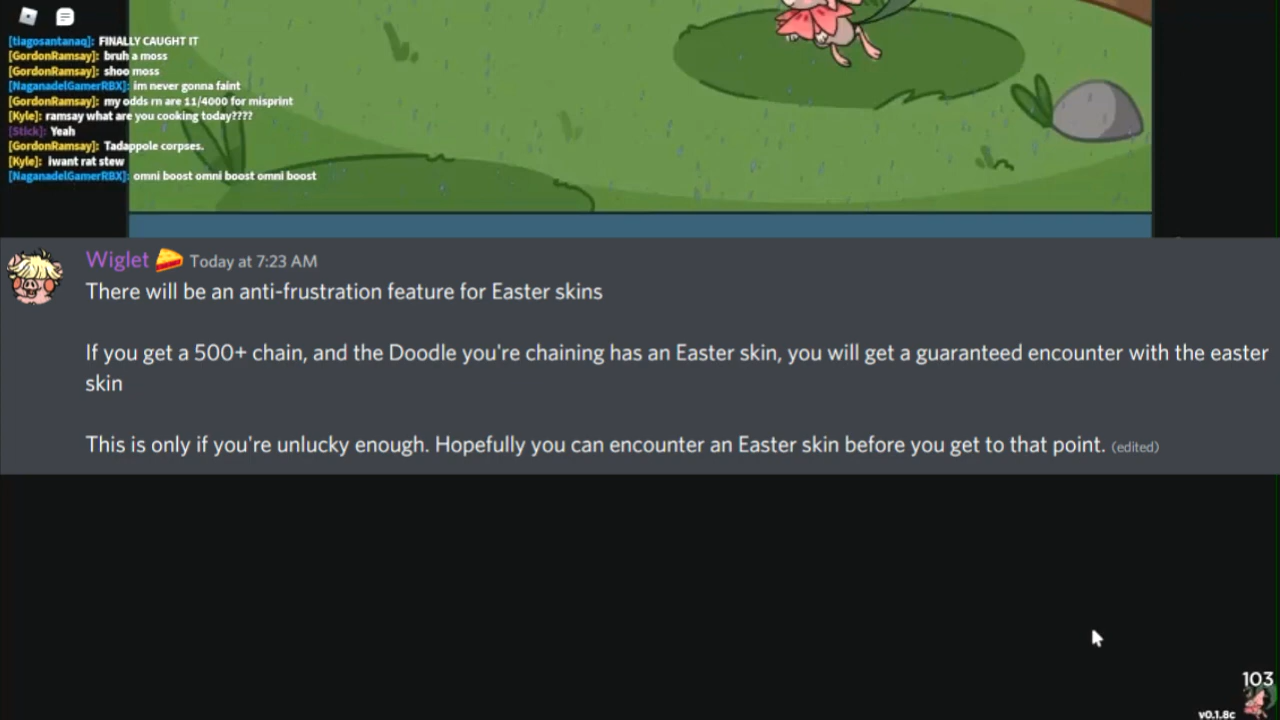 [tiagosantanaq]: FINALLY CAUGHT IT
[GordonRamsay]: bruh a moss
[GordonRamsay]: shoo moss
[NaganadelGamerRBX]: im never gonna faint
[GordonRamsay]: my odds rn are 11/4000 for misprint
[Kyle]: ramsay what are you cooking today????
[Stick]: Yeah
[GordonRamsay]: Tadappole corpses.
[Kyle]: iwant rat stew
[NaganadelGamerRBX]: omni boost omni boost omni boost
Wiglet Today at 7:23 AM
There will be an anti-frustration feature for Easter skins
If you get a 500+ chain, and the Doodle you're chaining has an Easter skin, you will get a guaranteed encounter with the easter
skin
This is only if you're unlucky enough. Hopefully you can encounter an Easter skin before you get to that point. (edited)
103
v0.1.8c